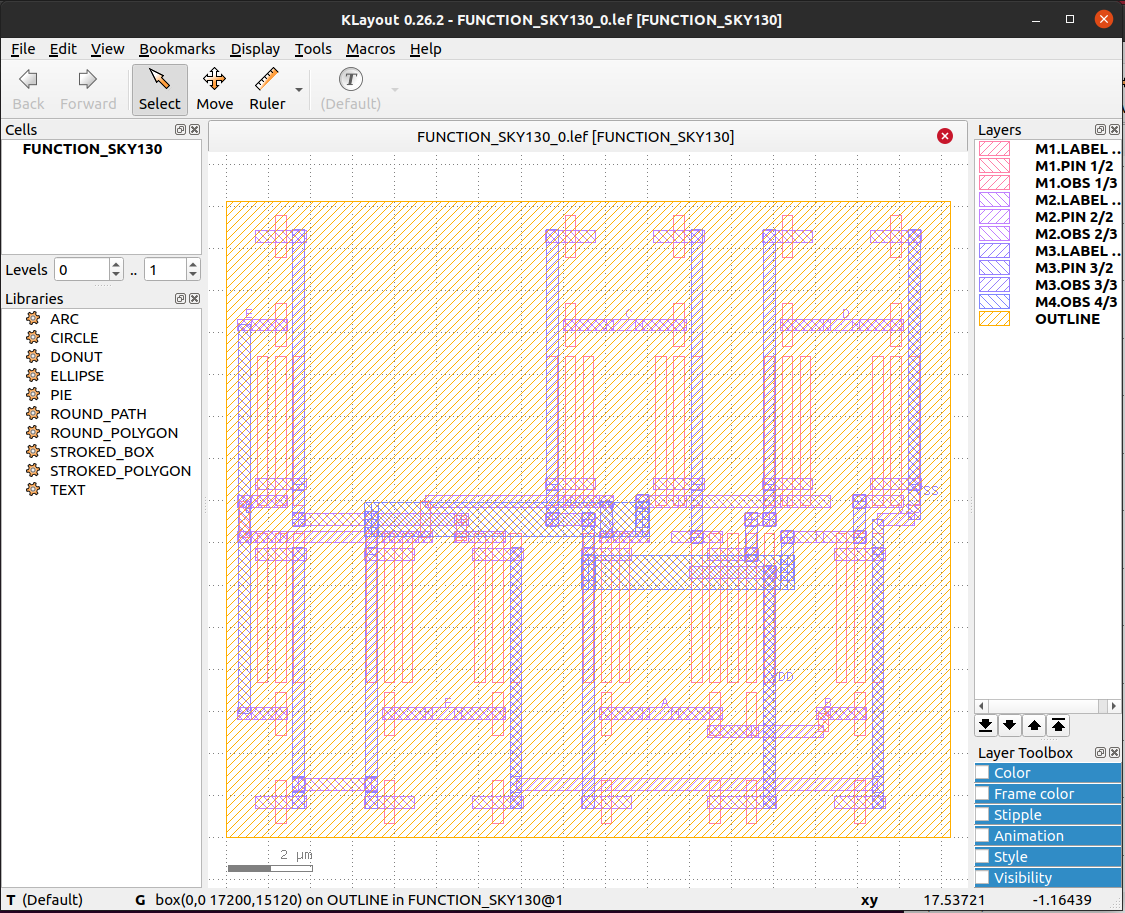 KLayout 0.26.2 - FUNCTION_SKY130_0.lef [FUNCTION_SKY130]
File Edit View Bookmarks Display Tools Macros Help
Back Forward Select Move Ruler T (Default)
Cells
FUNCTION_SKY130
Levels 0 .. 1
Libraries
ARC
CIRCLE
DONUT
ELLIPSE
PIE
ROUND_PATH
ROUND_POLYGON
STROKED_BOX
STROKED_POLYGON
TEXT
FUNCTION_SKY130_0.lef [FUNCTION_SKY130]
E
C
D
SS
DD
F
A
B
2 μm
Layers
M1.LABEL ..
M1.PIN 1/2
M1.OBS 1/3
M2.LABEL ..
M2.PIN 2/2
M2.OBS 2/3
M3.LABEL ..
M3.PIN 3/2
M3.OBS 3/3
M4.OBS 4/3
OUTLINE
Layer Toolbox
Color
Frame color
Stipple
Animation
Style
Visibility
T (Default) G box(0,0 17200,15120) on OUTLINE in FUNCTION_SKY130@1 xy 17.53721 -1.16439